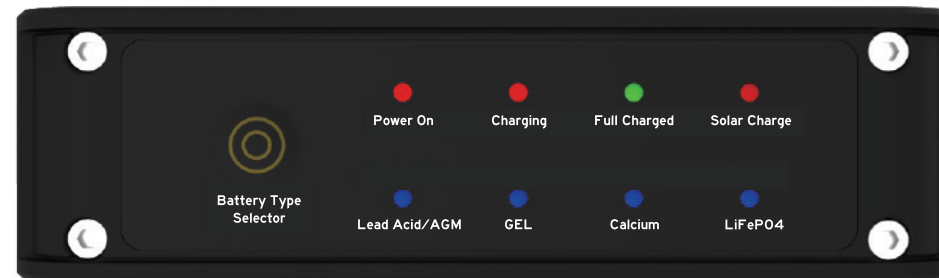 Power On
Charging
Full Charged
Solar Charge
Battery Type
Selector
Lead Acid/AGM
GEL
Calcium
LiFePO4